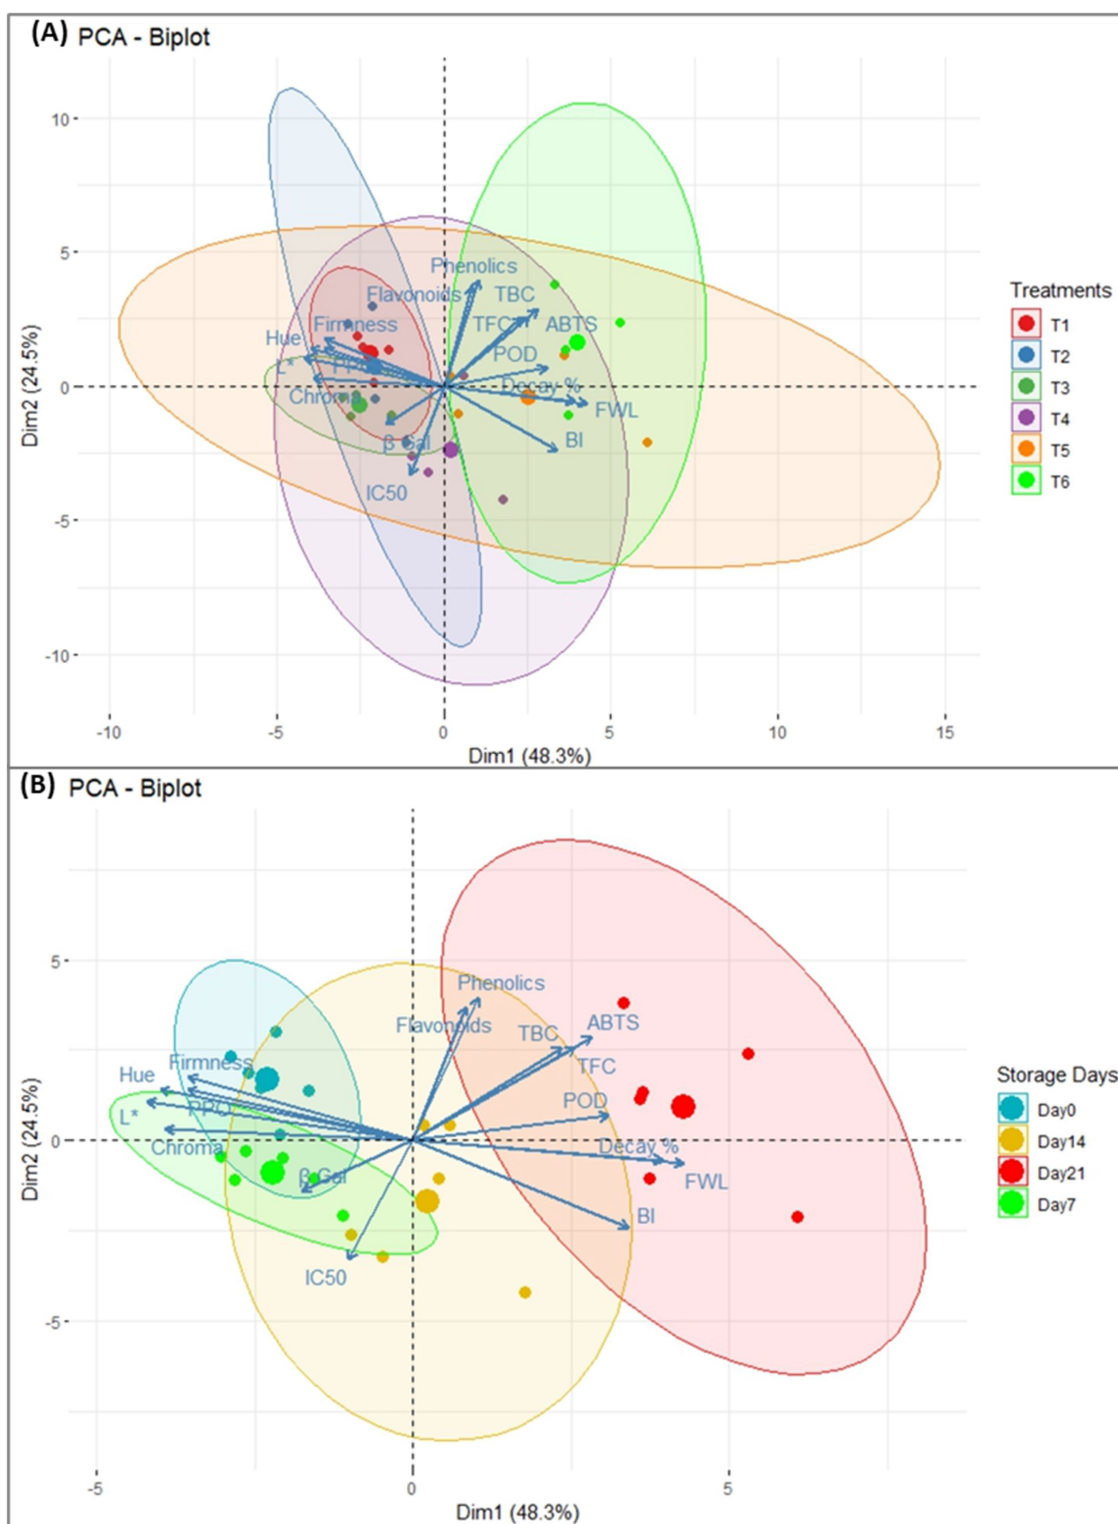 (A) PCA - Biplot
10
5
0
-5
-10
Dim2 (24.5%)
Phenolics
Flavonoids
TBC
Firmness
TFC
ABTS
Hue
POD
L*
PPO
Decay %
Chroma
FWL
β Gal
BI
IC50
-10
-5
0
5
10
15
Dim1 (48.3%)
Treatments
T1
T2
T3
T4
T5
T6
(B) PCA - Biplot
5
0
-5
Dim2 (24.5%)
Phenolics
Flavonoids
TBC
ABTS
Firmness
TFC
Hue
POD
L*
PPO
Chroma
Decay %
β Gal
FWL
BI
IC50
-5
0
5
Dim1 (48.3%)
Storage Days
Day0
Day14
Day21
Day7